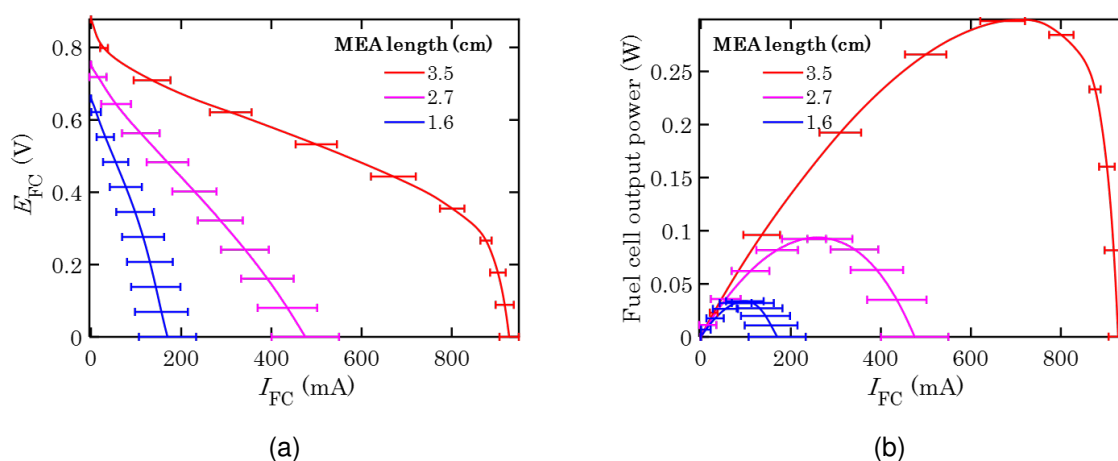 MEA length (cm)
3.5
2.7
1.6
0.8
0.6
0.4
0.2
0
0 200 400 600 800
E_FC (V)
I_FC (mA)
(a)
MEA length (cm)
3.5
2.7
1.6
0.25
0.2
0.15
0.1
0.05
0
0 200 400 600 800
Fuel cell output power (W)
I_FC (mA)
(b)